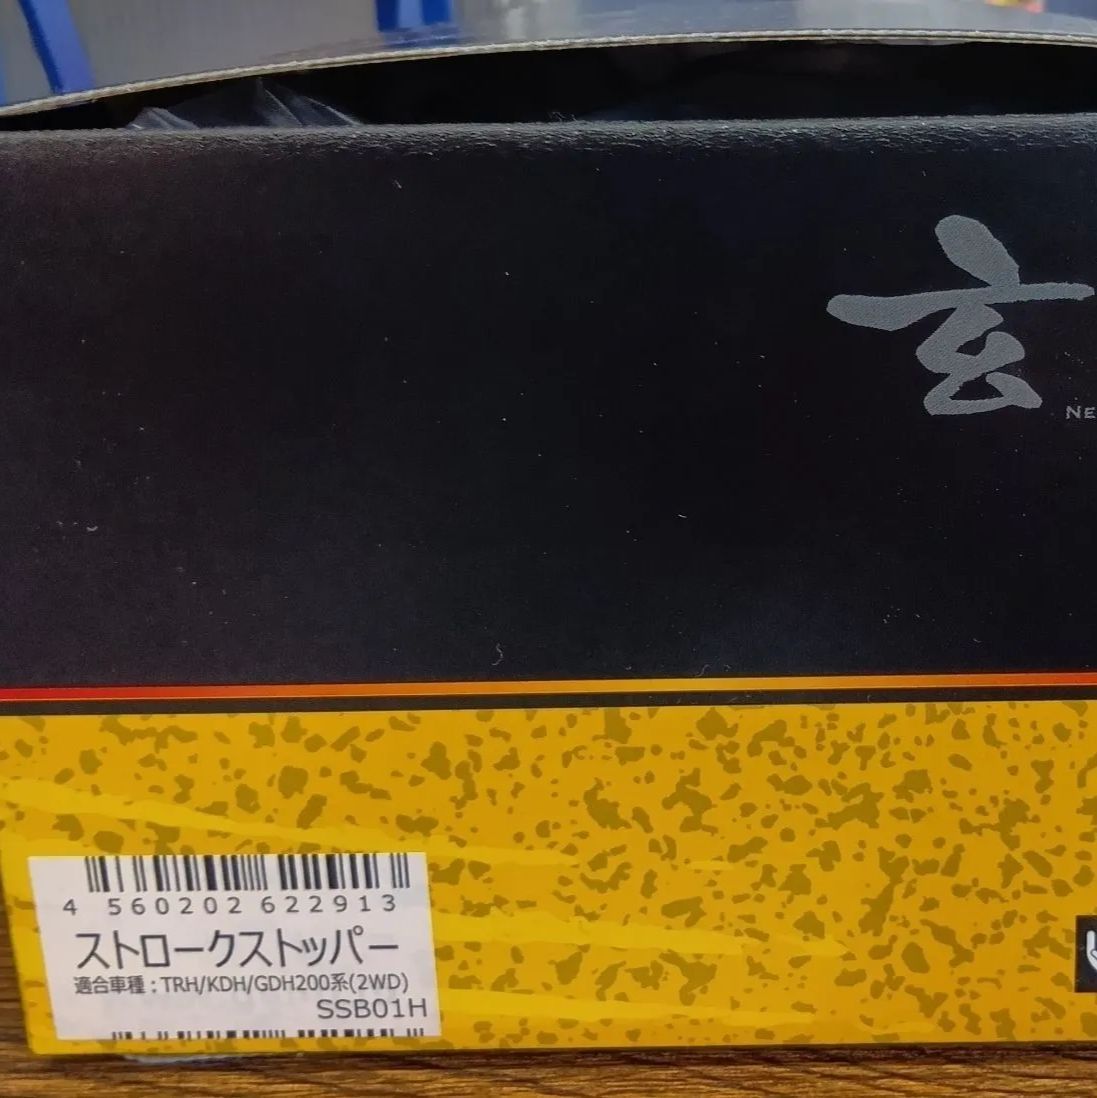 玄
NE
4 560202 622913
ストロークストッパー
適合車種 : TRH/KDH/GDH200系(2WD)
SSB01H